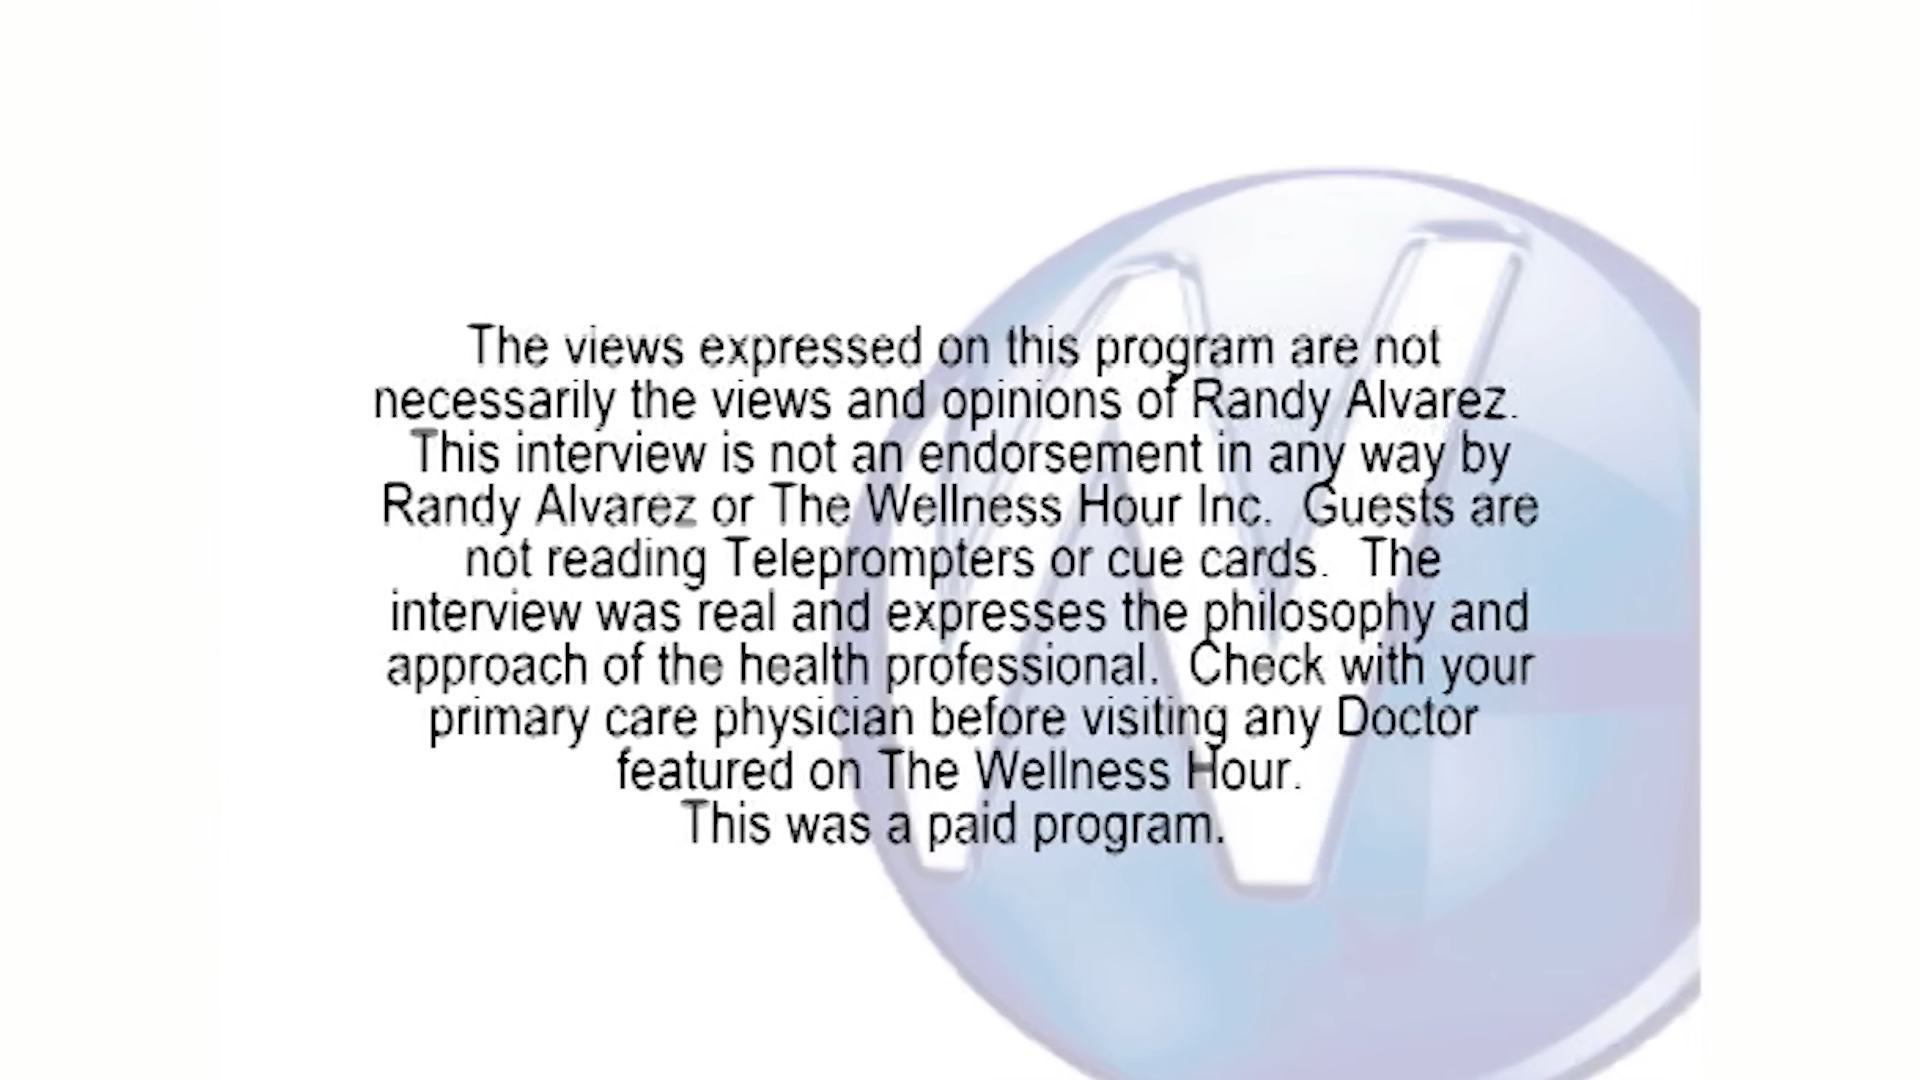 The views expressed on this program are not
necessarily the views and opinions of Randy Alvarez.
This interview is not an endorsement in any way by
Randy Alvarez or The Wellness Hour Inc.  Guests are
not reading Teleprompters or cue cards.  The
interview was real and expresses the philosophy and
approach of the health professional.  Check with your
primary care physician before visiting any Doctor
featured on The Wellness Hour.
This was a paid program.
W